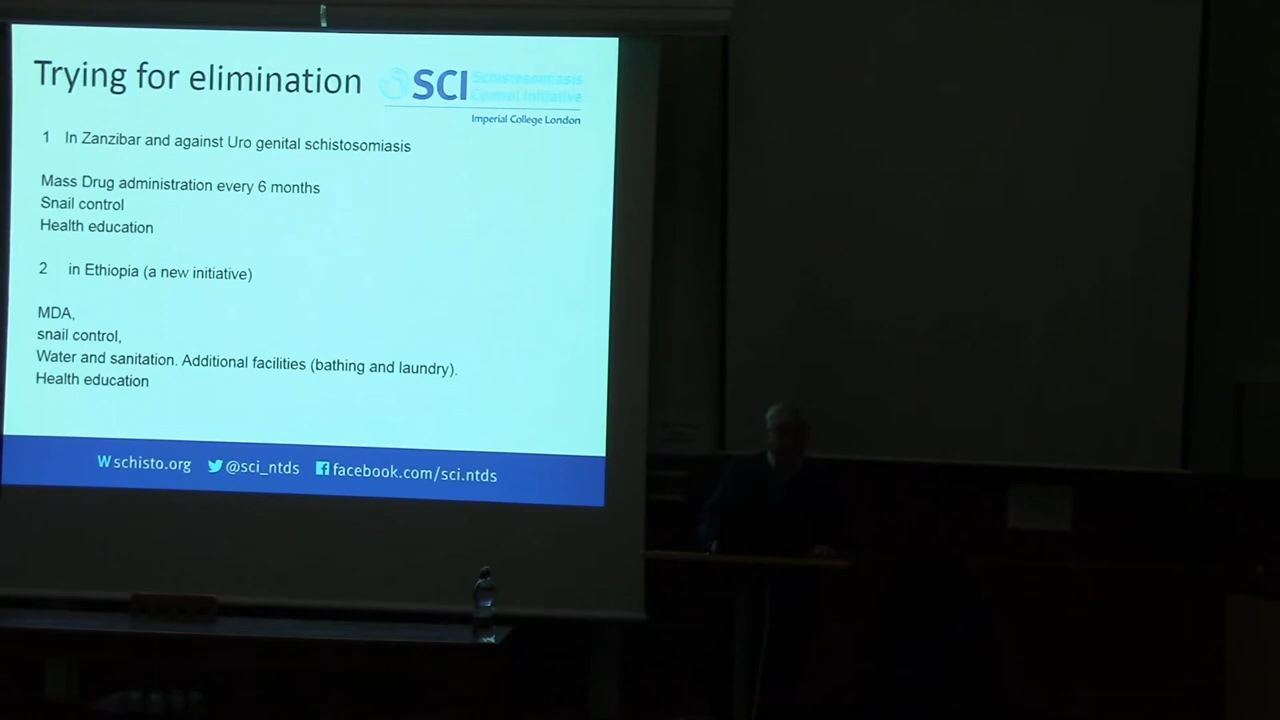 Trying for elimination
SCI Schistosomiasis
Control Initiative
Imperial College London
1 In Zanzibar and against Uro genital schistosomiasis
Mass Drug administration every 6 months
Snail control
Health education
2 in Ethiopia (a new initiative)
MDA,
snail control,
Water and sanitation. Additional facilities (bathing and laundry).
Health education
W schisto.org @sci_ntds facebook.com/sci.ntds